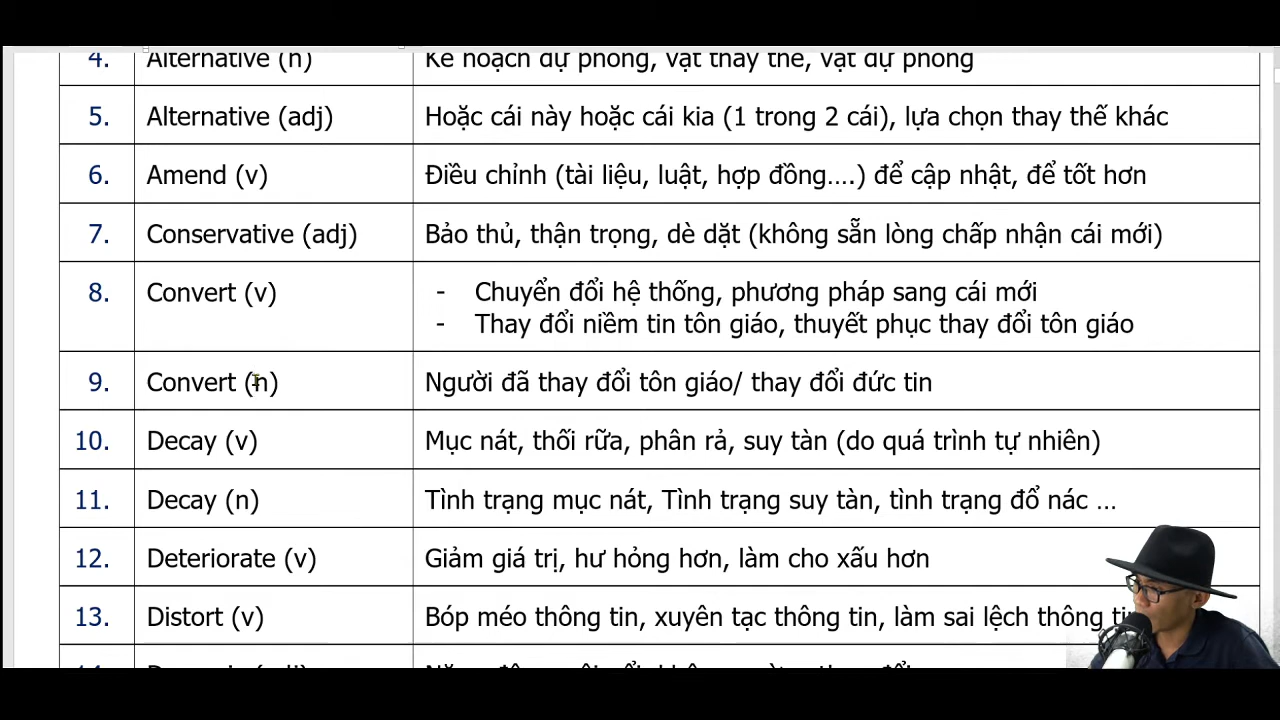 4. Alternative (n) Kế hoạch dự phòng, vật thay thế, vật dự phòng
5. Alternative (adj) Hoặc cái này hoặc cái kia (1 trong 2 cái), lựa chọn thay thế khác
6. Amend (v) Điều chỉnh (tài liệu, luật, hợp đồng....) để cập nhật, để tốt hơn
7. Conservative (adj) Bảo thủ, thận trọng, dè dặt (không sẵn lòng chấp nhận cái mới)
8. Convert (v) - Chuyển đổi hệ thống, phương pháp sang cái mới
- Thay đổi niềm tin tôn giáo, thuyết phục thay đổi tôn giáo
9. Convert (n) Người đã thay đổi tôn giáo/ thay đổi đức tin
10. Decay (v) Mục nát, thối rữa, phân rả, suy tàn (do quá trình tự nhiên)
11. Decay (n) Tình trạng mục nát, Tình trạng suy tàn, tình trạng đổ nác ...
12. Deteriorate (v) Giảm giá trị, hư hỏng hơn, làm cho xấu hơn
13. Distort (v) Bóp méo thông tin, xuyên tạc thông tin, làm sai lệch thông